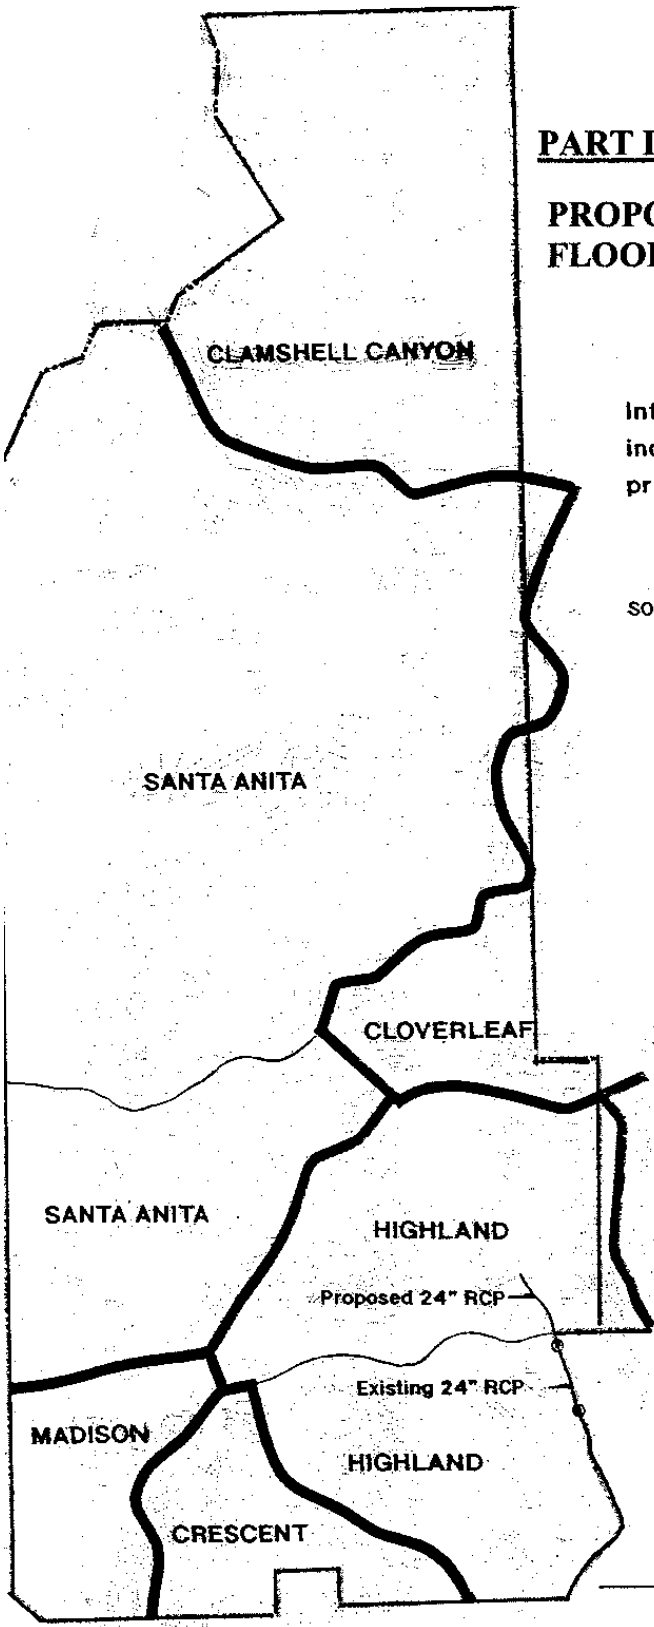 PART I
PROPO
FLOO
CLAMSHELL CANYON
Int
inc
pr
so
SANTA ANITA
CLOVERLEAF
SANTA ANITA
HIGHLAND
Proposed 24" RCP
Existing 24" RCP
MADISON
HIGHLAND
CRESCENT